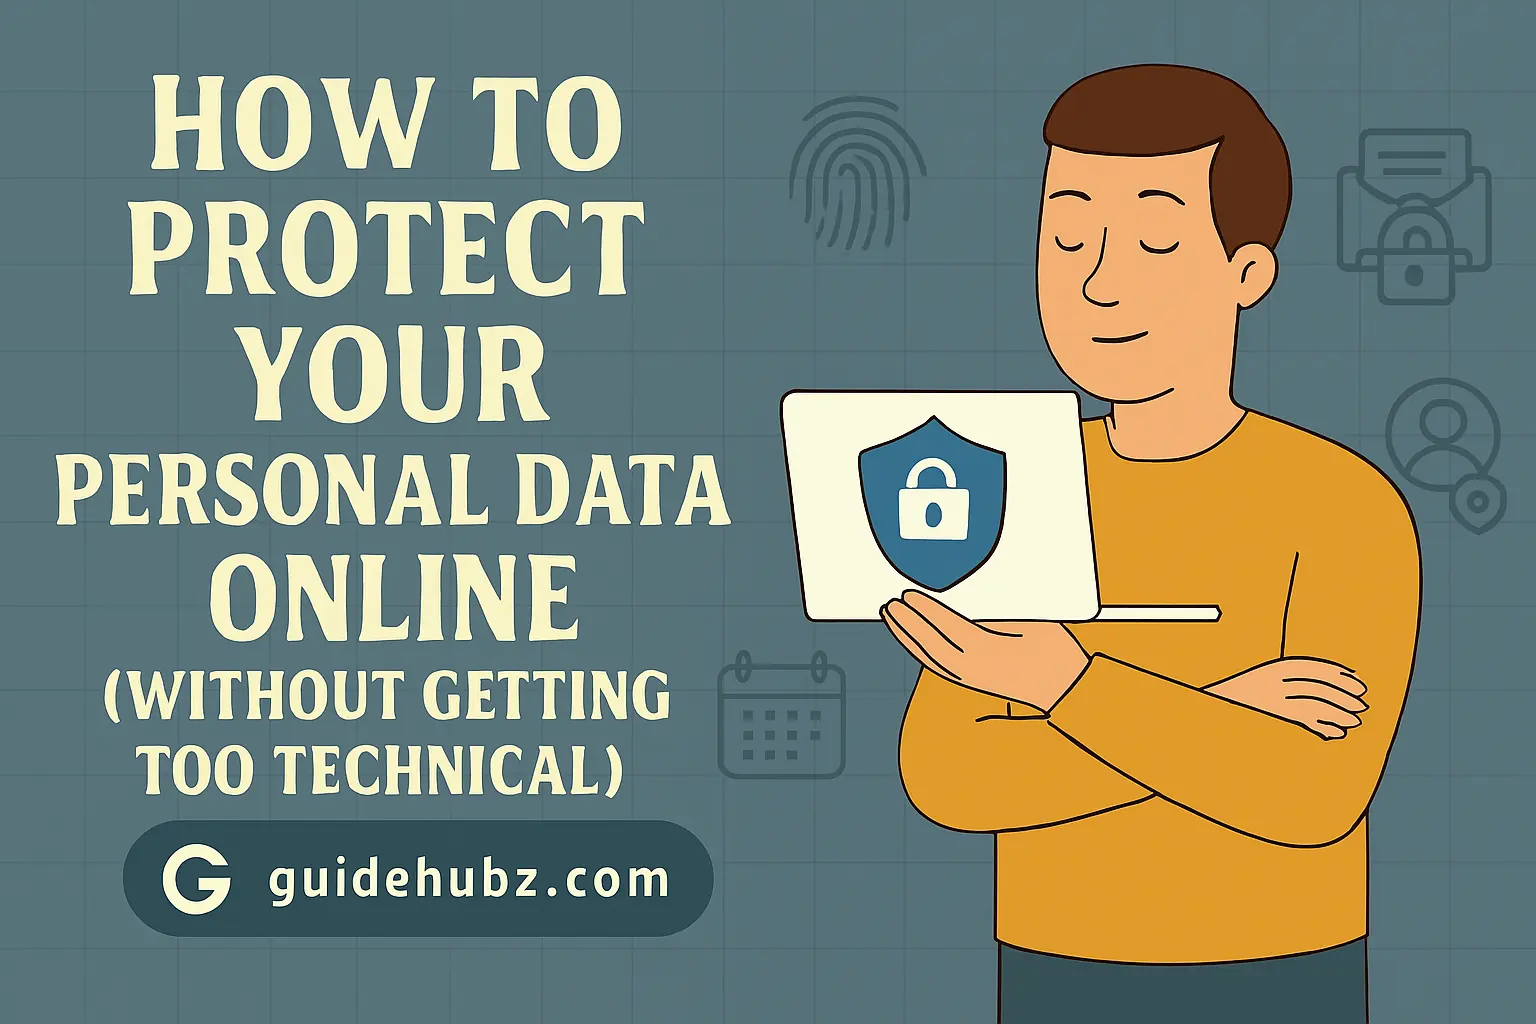 HOW TO
PROTECT
YOUR
PERSONAL DATA
ONLINE
(WITHOUT GETTING
TOO TECHNICAL)
G guidehubz.com